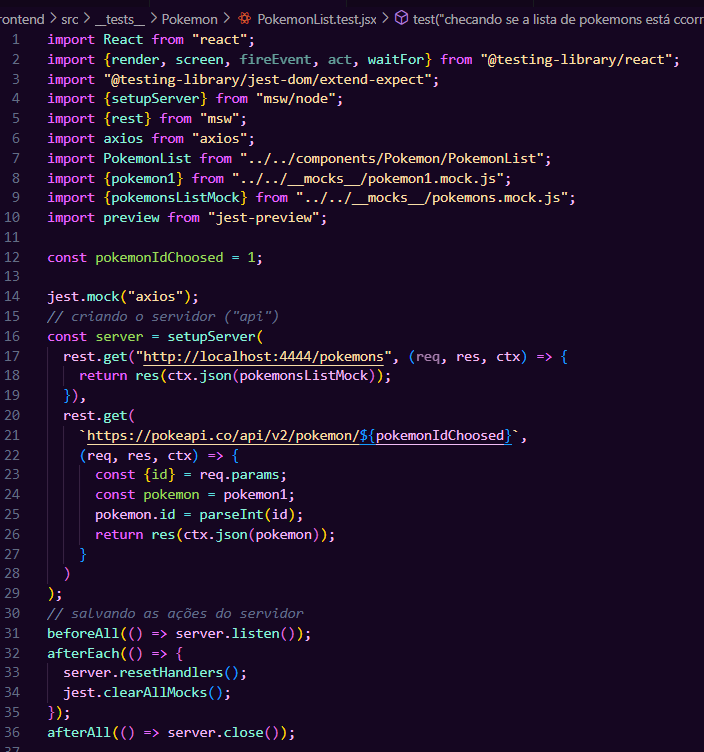 rontend > src > __tests__ > Pokemon > PokemonList.test.jsx > test("checando se a lista de pokemons está ccorr
1 import React from "react";
2 import {render, screen, fireEvent, act, waitFor} from "@testing-library/react";
3 import "@testing-library/jest-dom/extend-expect";
4 import {setupServer} from "msw/node";
5 import {rest} from "msw";
6 import axios from "axios";
7 import PokemonList from "../../components/Pokemon/PokemonList";
8 import {pokemon1} from "../../__mocks__/pokemon1.mock.js";
9 import {pokemonsListMock} from "../../__mocks__/pokemons.mock.js";
10 import preview from "jest-preview";
11
12 const pokemonIdChoosed = 1;
13
14 jest.mock("axios");
15 // criando o servidor ("api")
16 const server = setupServer(
17   rest.get("http://localhost:4444/pokemons", (req, res, ctx) => {
18     return res(ctx.json(pokemonsListMock));
19   }),
20   rest.get(
21     `https://pokeapi.co/api/v2/pokemon/${pokemonIdChoosed}`,
22     (req, res, ctx) => {
23       const {id} = req.params;
24       const pokemon = pokemon1;
25       pokemon.id = parseInt(id);
26       return res(ctx.json(pokemon));
27     }
28   )
29 );
30 // salvando as ações do servidor
31 beforeAll(() => server.listen());
32 afterEach(() => {
33   server.resetHandlers();
34   jest.clearAllMocks();
35 });
36 afterAll(() => server.close());
37